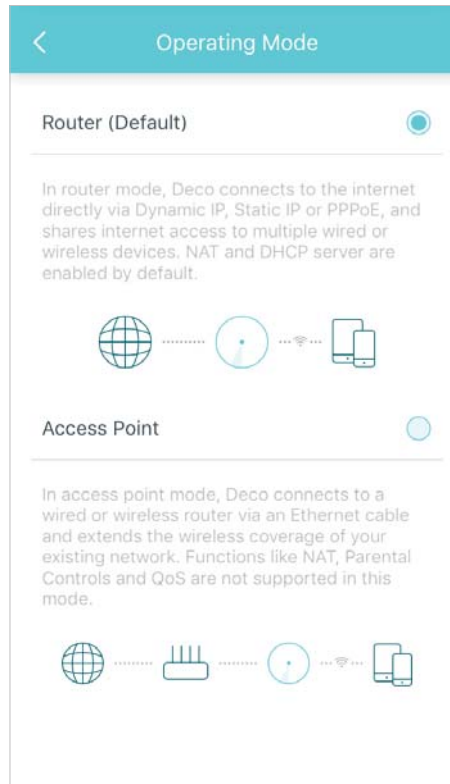 Operating Mode
Router (Default)
In router mode, Deco connects to the internet
directly via Dynamic IP, Static IP or PPPoE, and
shares internet access to multiple wired or
wireless devices. NAT and DHCP server are
enabled by default.
Access Point
In access point mode, Deco connects to a
wired or wireless router via an Ethernet cable
and extends the wireless coverage of your
existing network. Functions like NAT, Parental
Controls and QoS are not supported in this
mode.